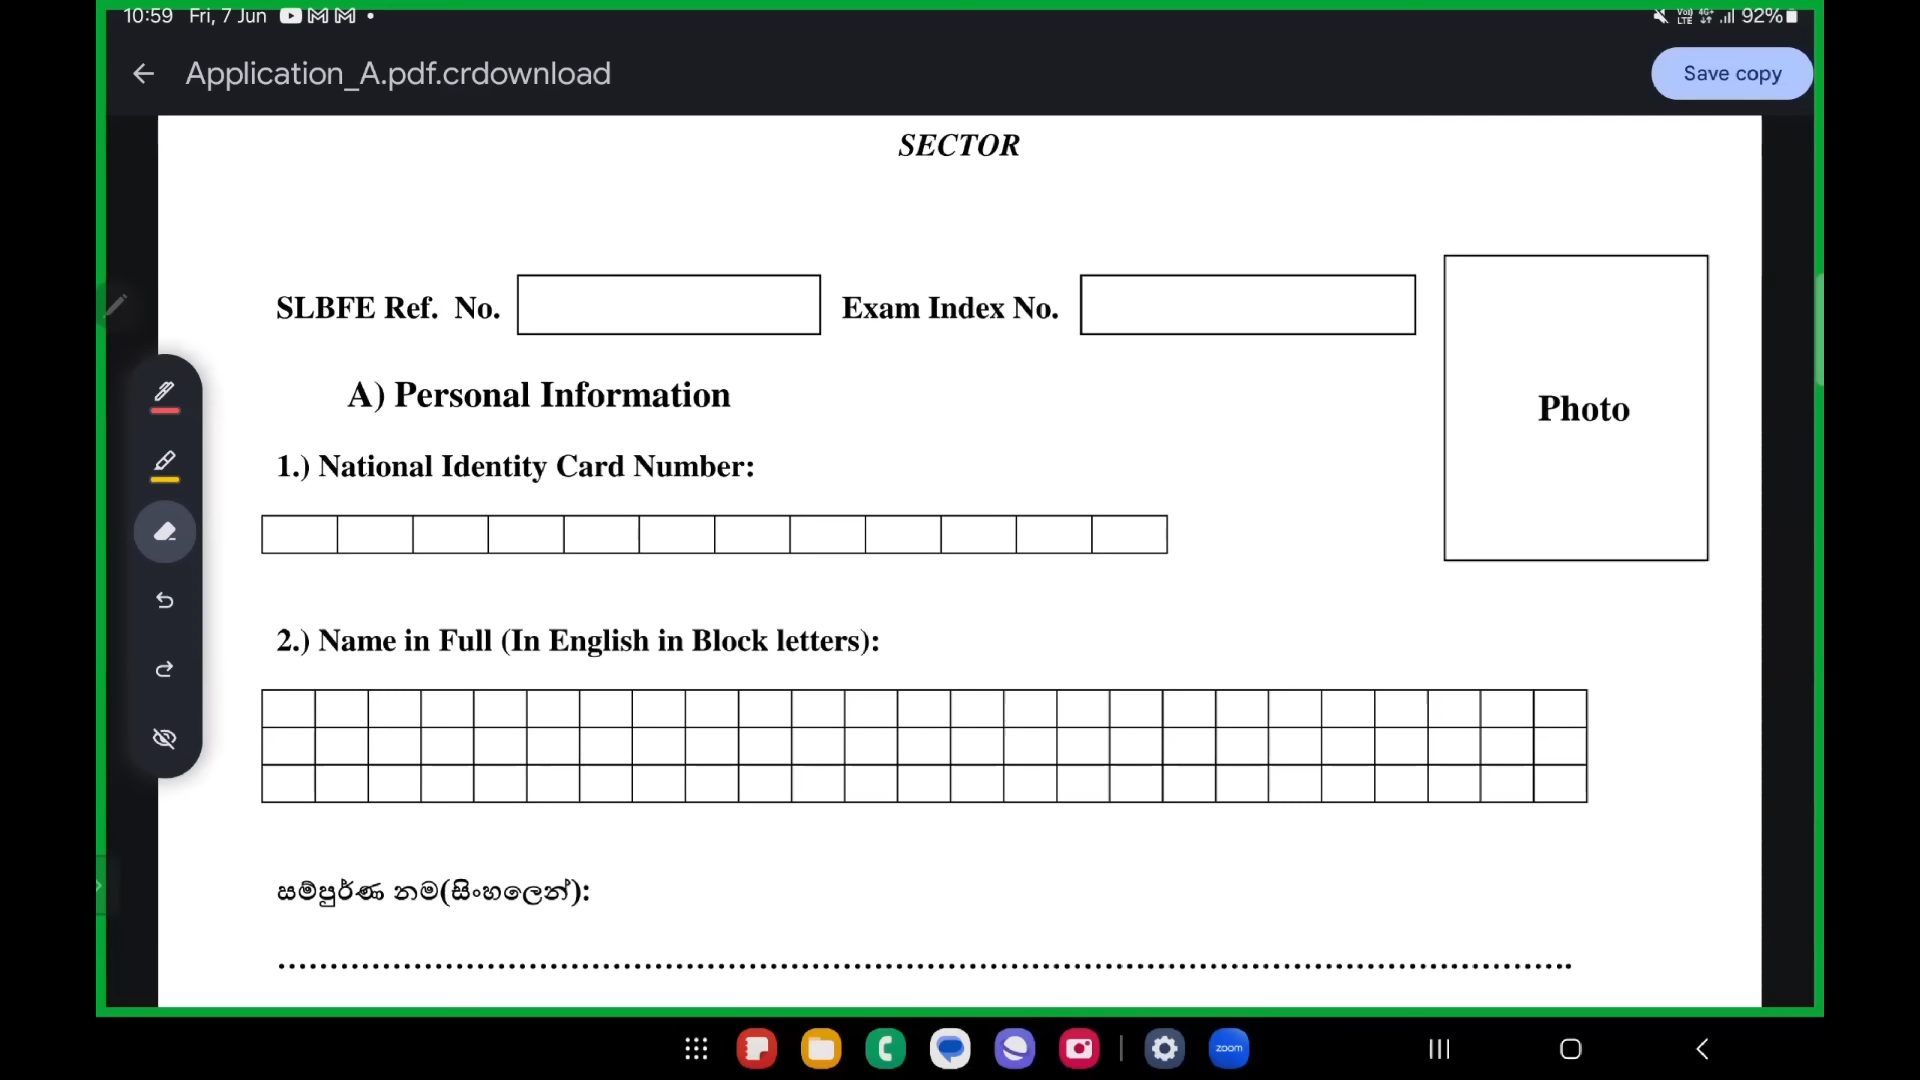 10:59 Fri, 7 Jun
92%
Application_A.pdf.crdownload
Save copy
SECTOR
SLBFE Ref. No.
Exam Index No.
Photo
A) Personal Information
1.) National Identity Card Number:
2.) Name in Full (In English in Block letters):
සම්පුර්ණ නම(සිංහලෙන්):
zoom